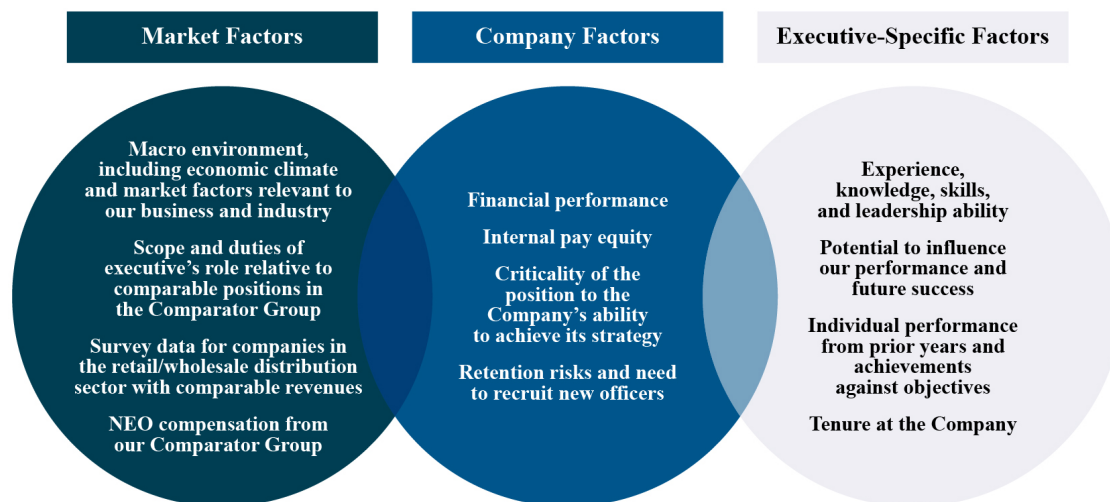 Market Factors
Company Factors
Executive-Specific Factors
Macro environment,
including economic climate
and market factors relevant to
our business and industry
Scope and duties of
executive’s role relative to
comparable positions in
the Comparator Group
Survey data for companies in
the retail/wholesale distribution
sector with comparable revenues
NEO compensation from
our Comparator Group
Financial performance
Internal pay equity
Criticality of the
position to the
Company’s ability
to achieve its strategy
Retention risks and need
to recruit new officers
Experience,
knowledge, skills,
and leadership ability
Potential to influence
our performance and
future success
Individual performance
from prior years and
achievements
against objectives
Tenure at the Company